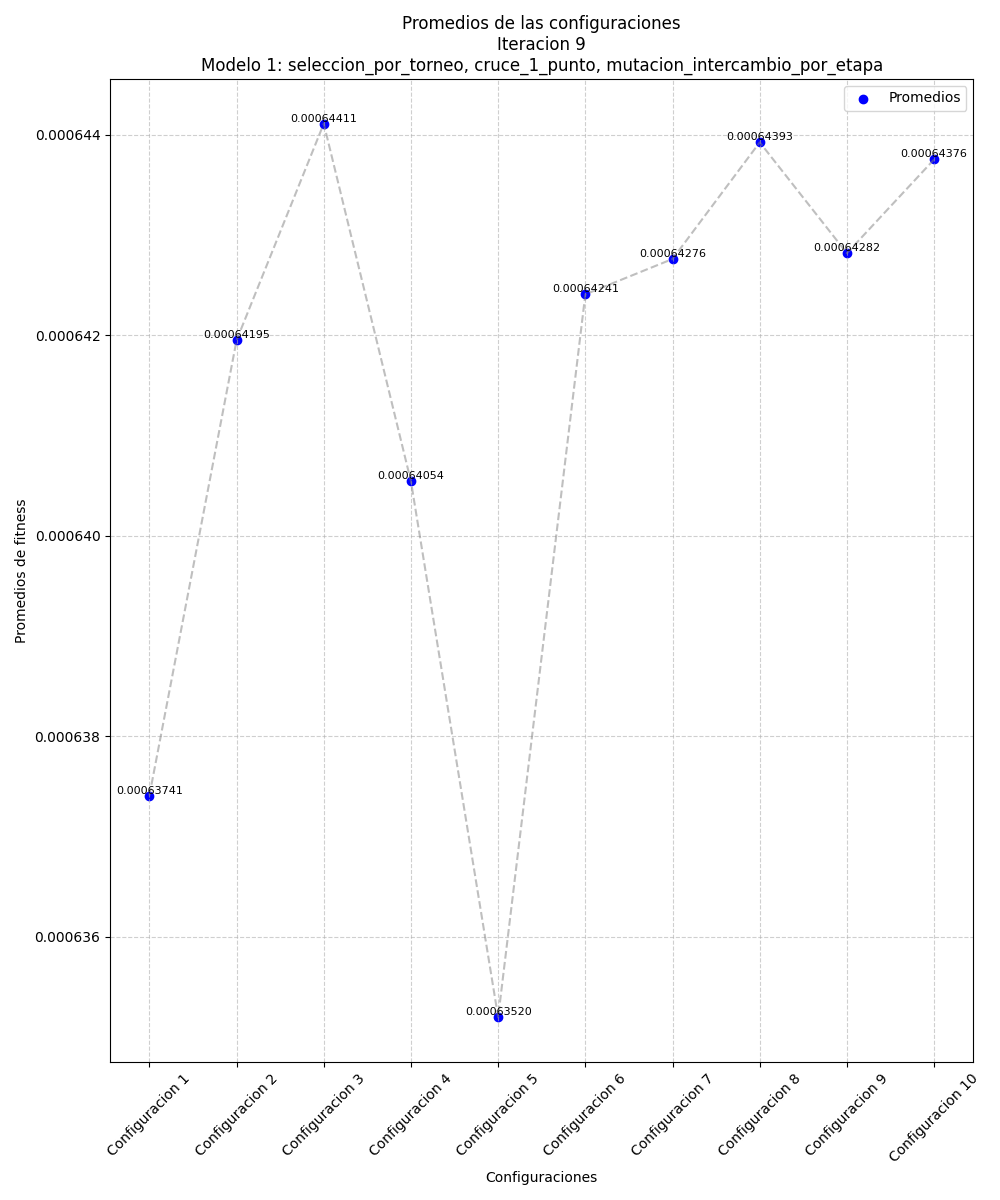 Promedios de las configuraciones
Iteracion 9
Modelo 1: seleccion_por_torneo, cruce_1_punto, mutacion_intercambio_por_etapa
Promedios
0.00064411
0.00064393
0.00064376
0.000644
0.00064282
0.00064276
0.00064241
0.00064195
0.000642
0.00064054
0.000640
Promedios de fitness
0.000638
0.00063741
0.000636
0.00063520
Configuracion 1
Configuracion 2
Configuracion 3
Configuracion 4
Configuracion 5
Configuracion 6
Configuracion 7
Configuracion 8
Configuracion 9
Configuracion 10
Configuraciones